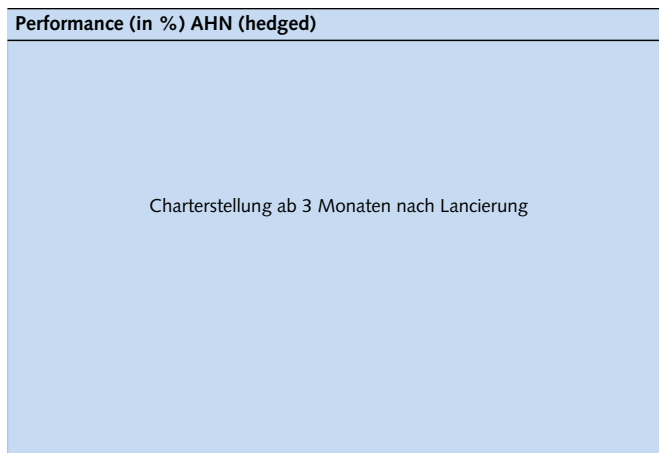 Performance (in %) AHN (hedged)
Charterstellung ab 3 Monaten nach Lancierung